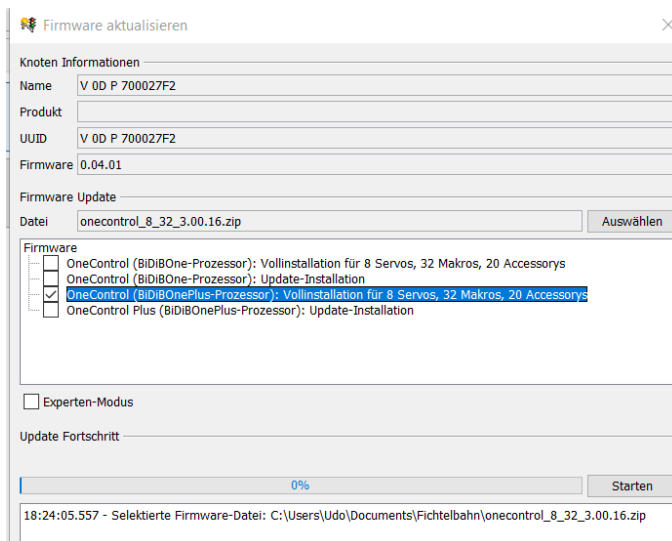 Firmware aktualisieren
Knoten Informationen
Name V 0D P 700027F2
Produkt
UUID V 0D P 700027F2
Firmware 0.04.01
Firmware Update
Datei onecontrol_8_32_3.00.16.zip Auswählen
Firmware
OneControl (BiDiBOne-Prozessor): Vollinstallation für 8 Servos, 32 Makros, 20 Accessorys
OneControl (BiDiBOne-Prozessor): Update-Installation
OneControl (BiDiBOnePlus-Prozessor): Vollinstallation für 8 Servos, 32 Makros, 20 Accessorys
OneControl Plus (BiDiBOnePlus-Prozessor): Update-Installation
Experten-Modus
Update Fortschritt
0% Starten
18:24:05.557 - Selektierte Firmware-Datei: C:\Users\Udo\Documents\Fichtelbahn\onecontrol_8_32_3.00.16.zip